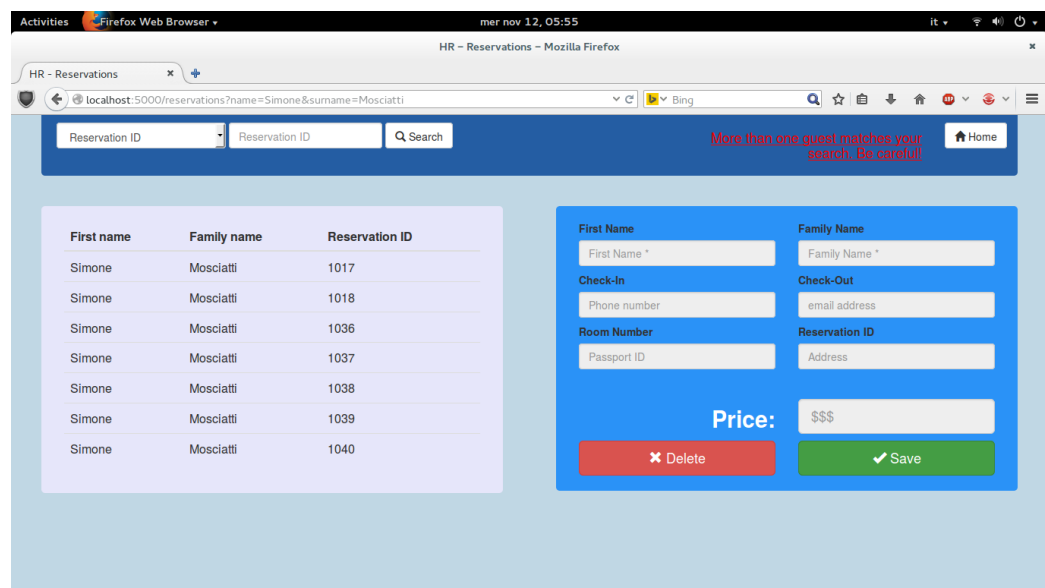 Activities Firefox Web Browser mer nov 12, 05:55 it
HR - Reservations - Mozilla Firefox
HR - Reservations
localhost:5000/reservations?name=Simone&surname=Mosciatti Bing
Reservation ID Reservation ID Search More than one guest matches your Home
search. Be careful!
First name Family name Reservation ID
Simone Mosciatti 1017
Simone Mosciatti 1018
Simone Mosciatti 1036
Simone Mosciatti 1037
Simone Mosciatti 1038
Simone Mosciatti 1039
Simone Mosciatti 1040
First Name Family Name
First Name * Family Name *
Check-In Check-Out
Phone number email address
Room Number Reservation ID
Passport ID Address
Price: $$$
Delete Save